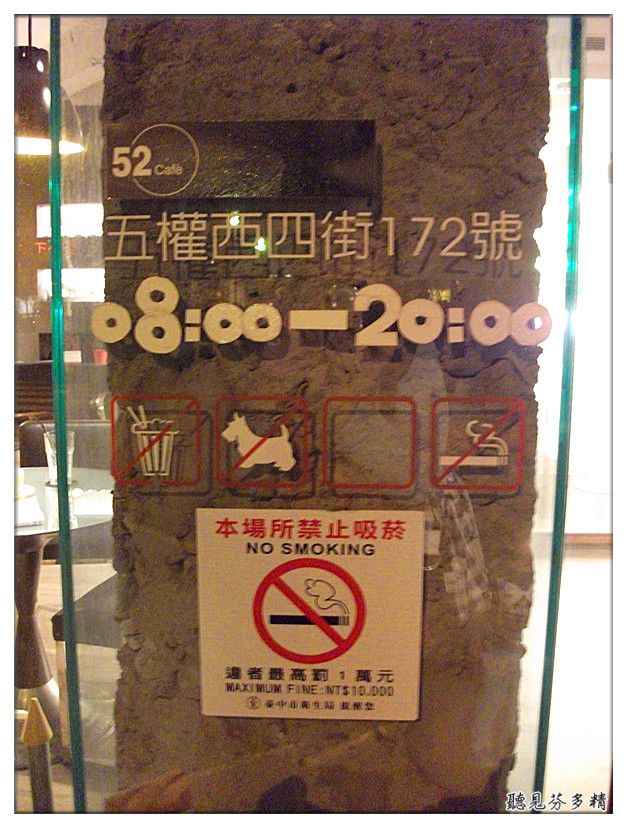 52 Café
五權西四街172號
08:00－20:00
本場所禁止吸菸
NO SMOKING
違者最高罰1萬元
MAXIMUM FINE:NT$10,000
臺中市衛生局 提醒您
聽見芬多精